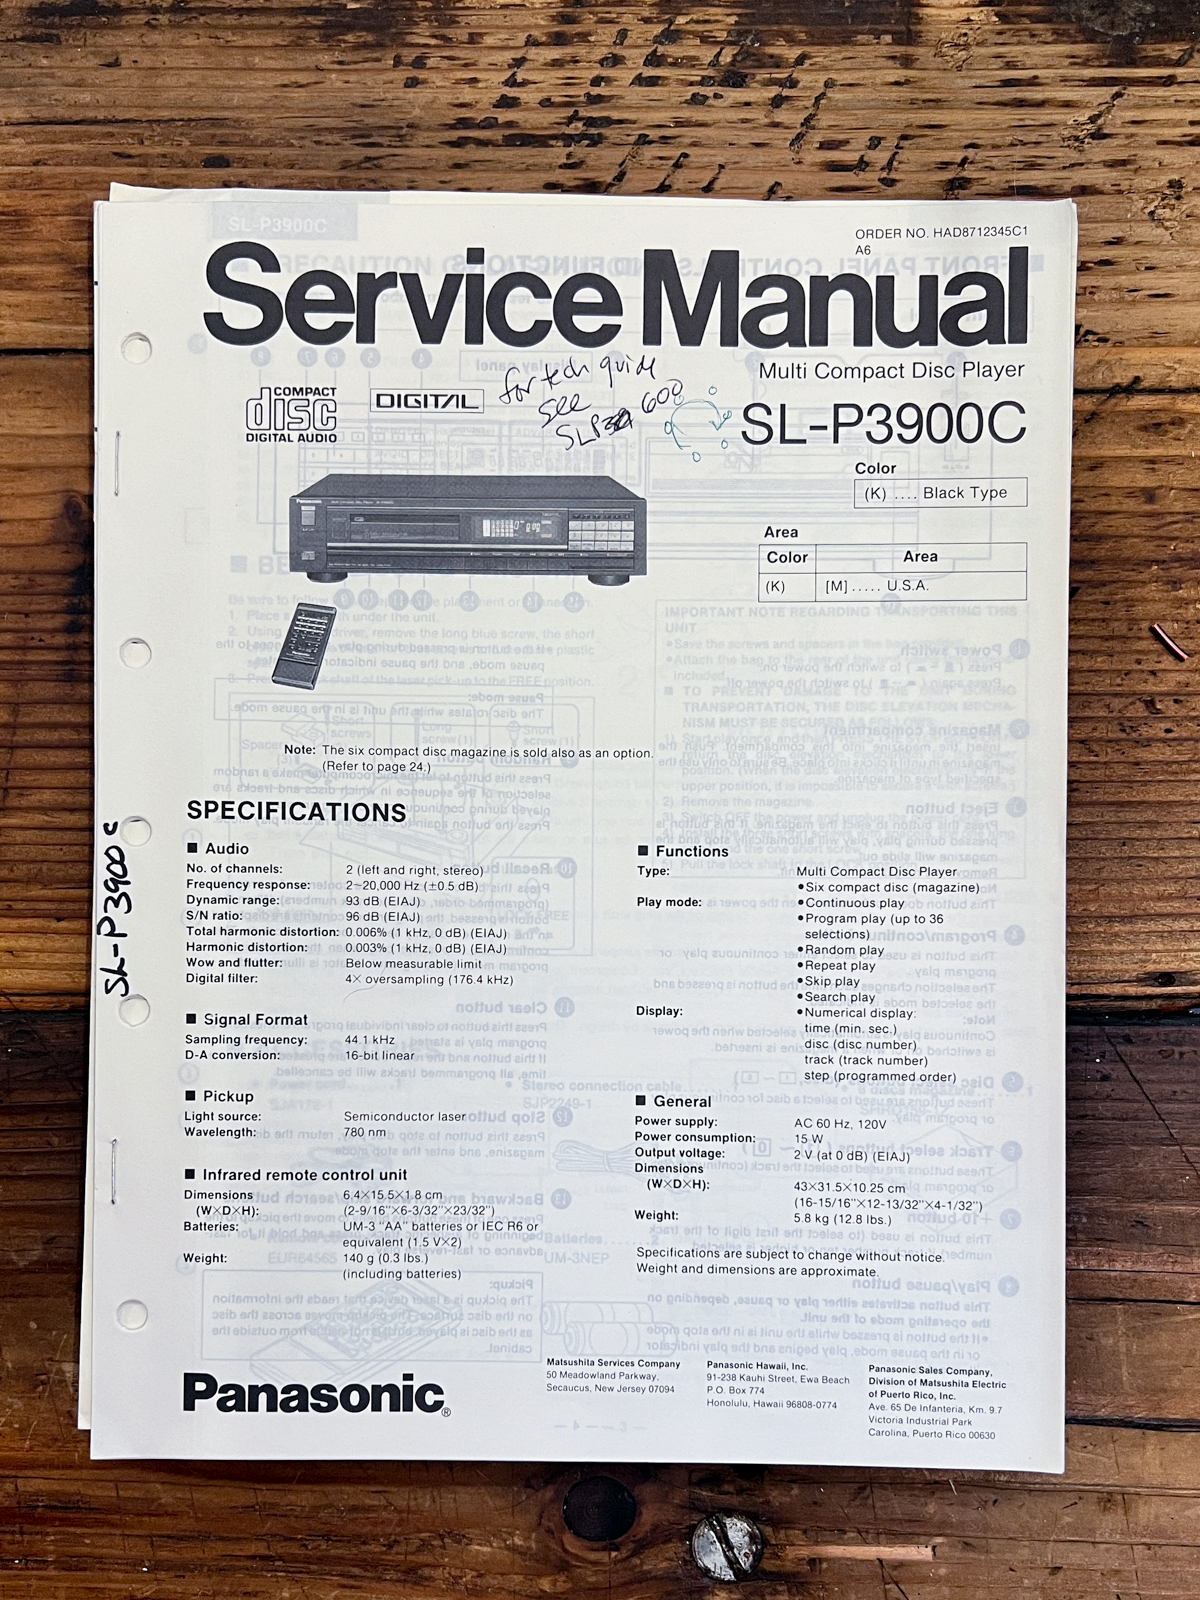 ORDER NO. HAD8712345C1
A6
Service Manual
Multi Compact Disc Player
COMPACT
disc
DIGITAL AUDIO
DIGITAL
for tech guide
see
SLP 600
SL-P3900C
Color
(K) .... Black Type
Area
Color Area
(K) [M] ..... U.S.A.
Panasonic
Note: The six compact disc magazine is sold also as an option.
(Refer to page 24.)
SL-P3900C
SPECIFICATIONS
■ Audio
No. of channels: 2 (left and right, stereo)
Frequency response: 2~20,000 Hz (±0.5 dB)
Dynamic range: 93 dB (EIAJ)
S/N ratio: 96 dB (EIAJ)
Total harmonic distortion: 0.006% (1 kHz, 0 dB) (EIAJ)
Harmonic distortion: 0.003% (1 kHz, 0 dB) (EIAJ)
Wow and flutter: Below measurable limit
Digital filter: 4× oversampling (176.4 kHz)
■ Signal Format
Sampling frequency: 44.1 kHz
D-A conversion: 16-bit linear
■ Pickup
Light source: Semiconductor laser
Wavelength: 780 nm
■ Infrared remote control unit
Dimensions 6.4×15.5×1.8 cm
(W×D×H): (2-9/16"×6-3/32"×23/32")
Batteries: UM-3 "AA" batteries or IEC R6 or
equivalent (1.5 V×2)
Weight: 140 g (0.3 lbs.)
(including batteries)
■ Functions
Type: Multi Compact Disc Player
●Six compact disc (magazine)
Play mode: ●Continuous play
●Program play (up to 36
selections)
●Random play
●Repeat play
●Skip play
●Search play
Display: ●Numerical display:
time (min. sec.)
disc (disc number)
track (track number)
step (programmed order)
■ General
Power supply: AC 60 Hz, 120V
Power consumption: 15 W
Output voltage: 2 V (at 0 dB) (EIAJ)
Dimensions
(W×D×H): 43×31.5×10.25 cm
(16-15/16"×12-13/32"×4-1/32")
Weight: 5.8 kg (12.8 lbs.)
Specifications are subject to change without notice.
Weight and dimensions are approximate.
Panasonic®
Matsushita Services Company
50 Meadowland Parkway,
Secaucus, New Jersey 07094
Panasonic Hawaii, Inc.
91-238 Kauhi Street, Ewa Beach
P.O. Box 774
Honolulu, Hawaii 96808-0774
Panasonic Sales Company,
Division of Matsushita Electric
of Puerto Rico, Inc.
Ave. 65 De Infanteria, Km. 9.7
Victoria Industrial Park
Carolina, Puerto Rico 00630